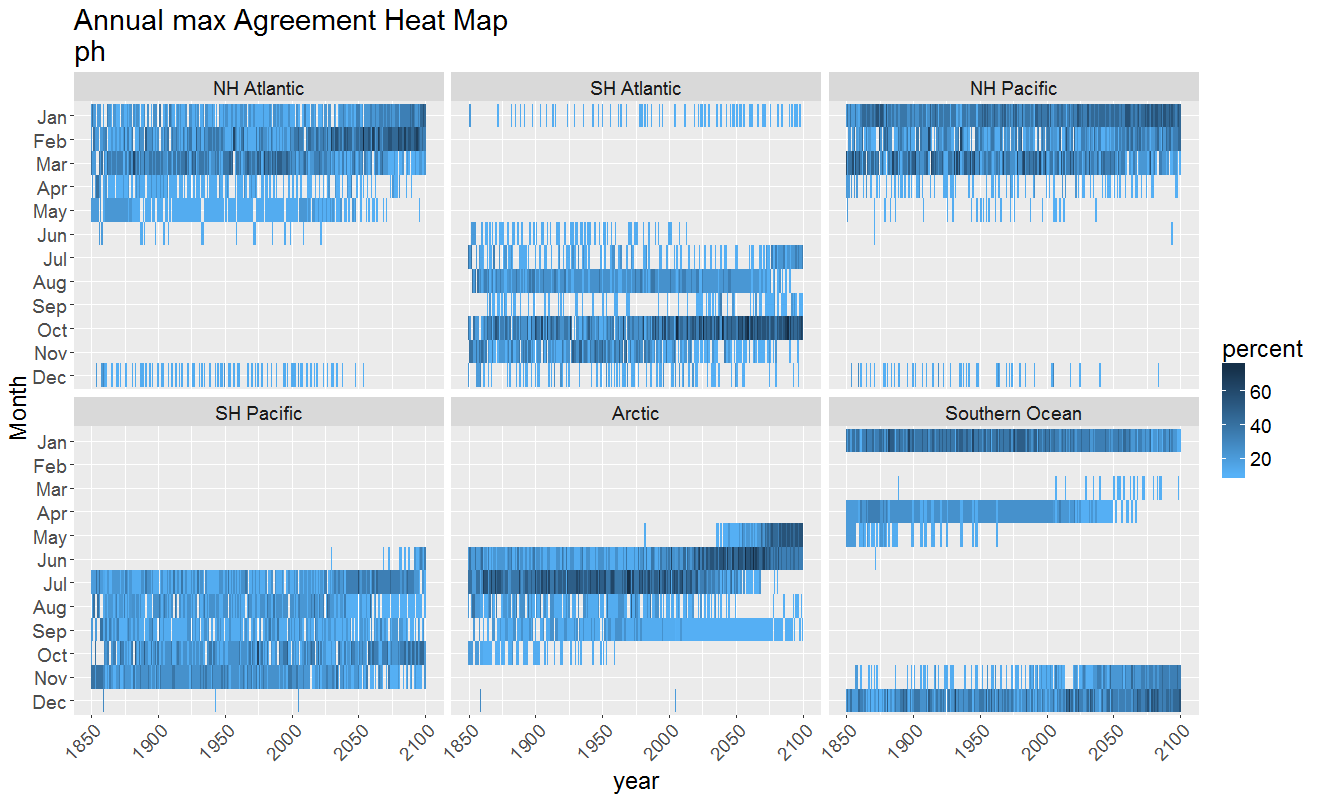 Annual max Agreement Heat Map
ph
NH Atlantic
SH Atlantic
NH Pacific
Jan
Feb
Mar
Apr
May
Jun
Jul
Aug
Sep
Oct
Nov
Dec
Month
percent
60
40
20
SH Pacific
Arctic
Southern Ocean
Jan
Feb
Mar
Apr
May
Jun
Jul
Aug
Sep
Oct
Nov
Dec
1850 1900 1950 2000 2050 2100
1850 1900 1950 2000 2050 2100
1850 1900 1950 2000 2050 2100
year